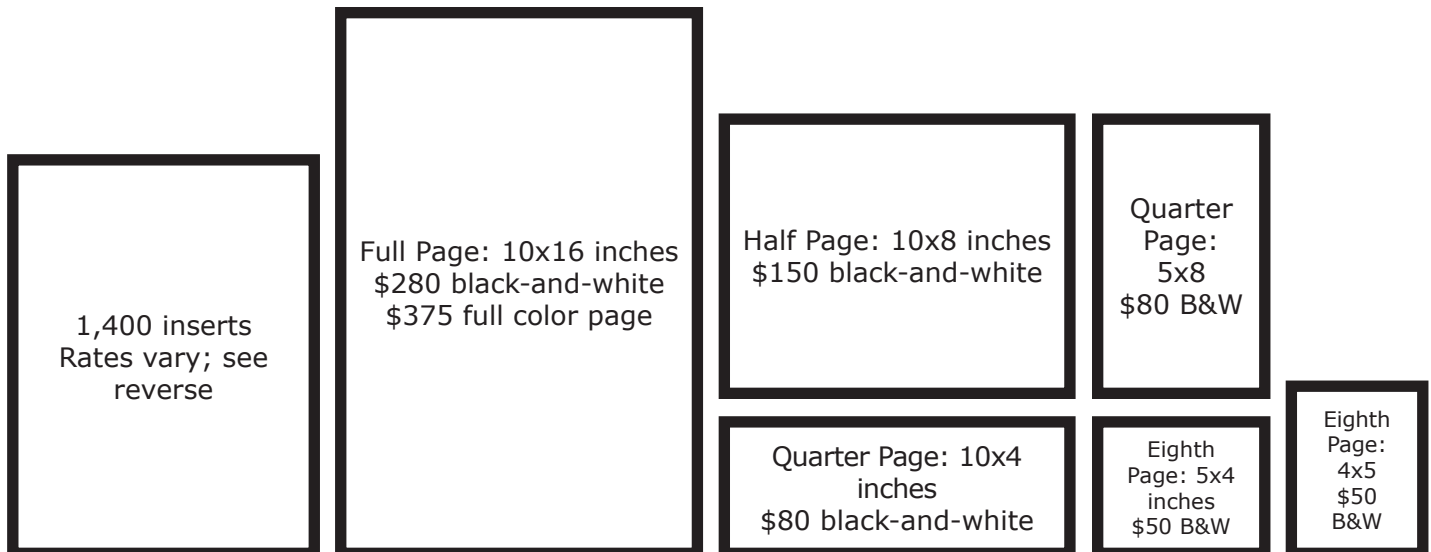 1,400 inserts
Rates vary; see
reverse
Full Page: 10x16 inches
$280 black-and-white
$375 full color page
Half Page: 10x8 inches
$150 black-and-white
Quarter Page: 10x4
inches
$80 black-and-white
Quarter
Page:
5x8
$80 B&W
Eighth
Page: 5x4
inches
$50 B&W
Eighth
Page:
4x5
$50
B&W